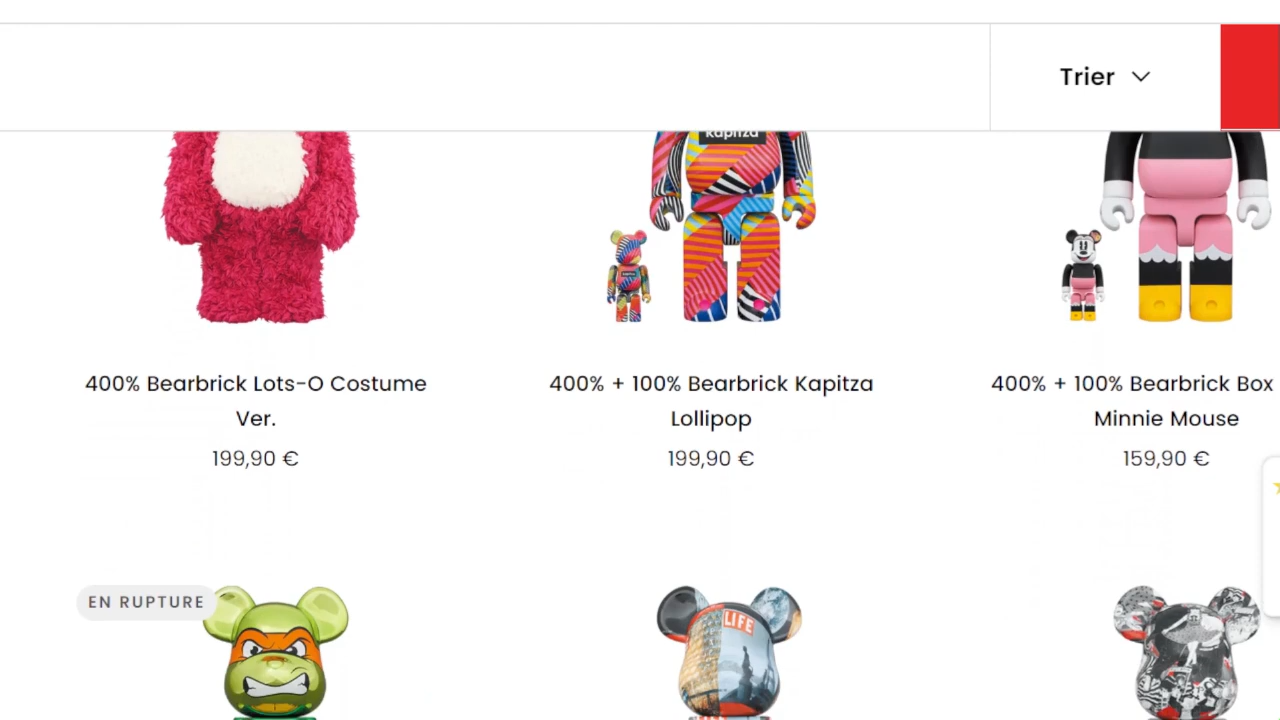 Trier
kapitza
400% Bearbrick Lots-O Costume
Ver.
199,90 €
400% + 100% Bearbrick Kapitza
Lollipop
199,90 €
400% + 100% Bearbrick Box
Minnie Mouse
159,90 €
EN RUPTURE
LIFE